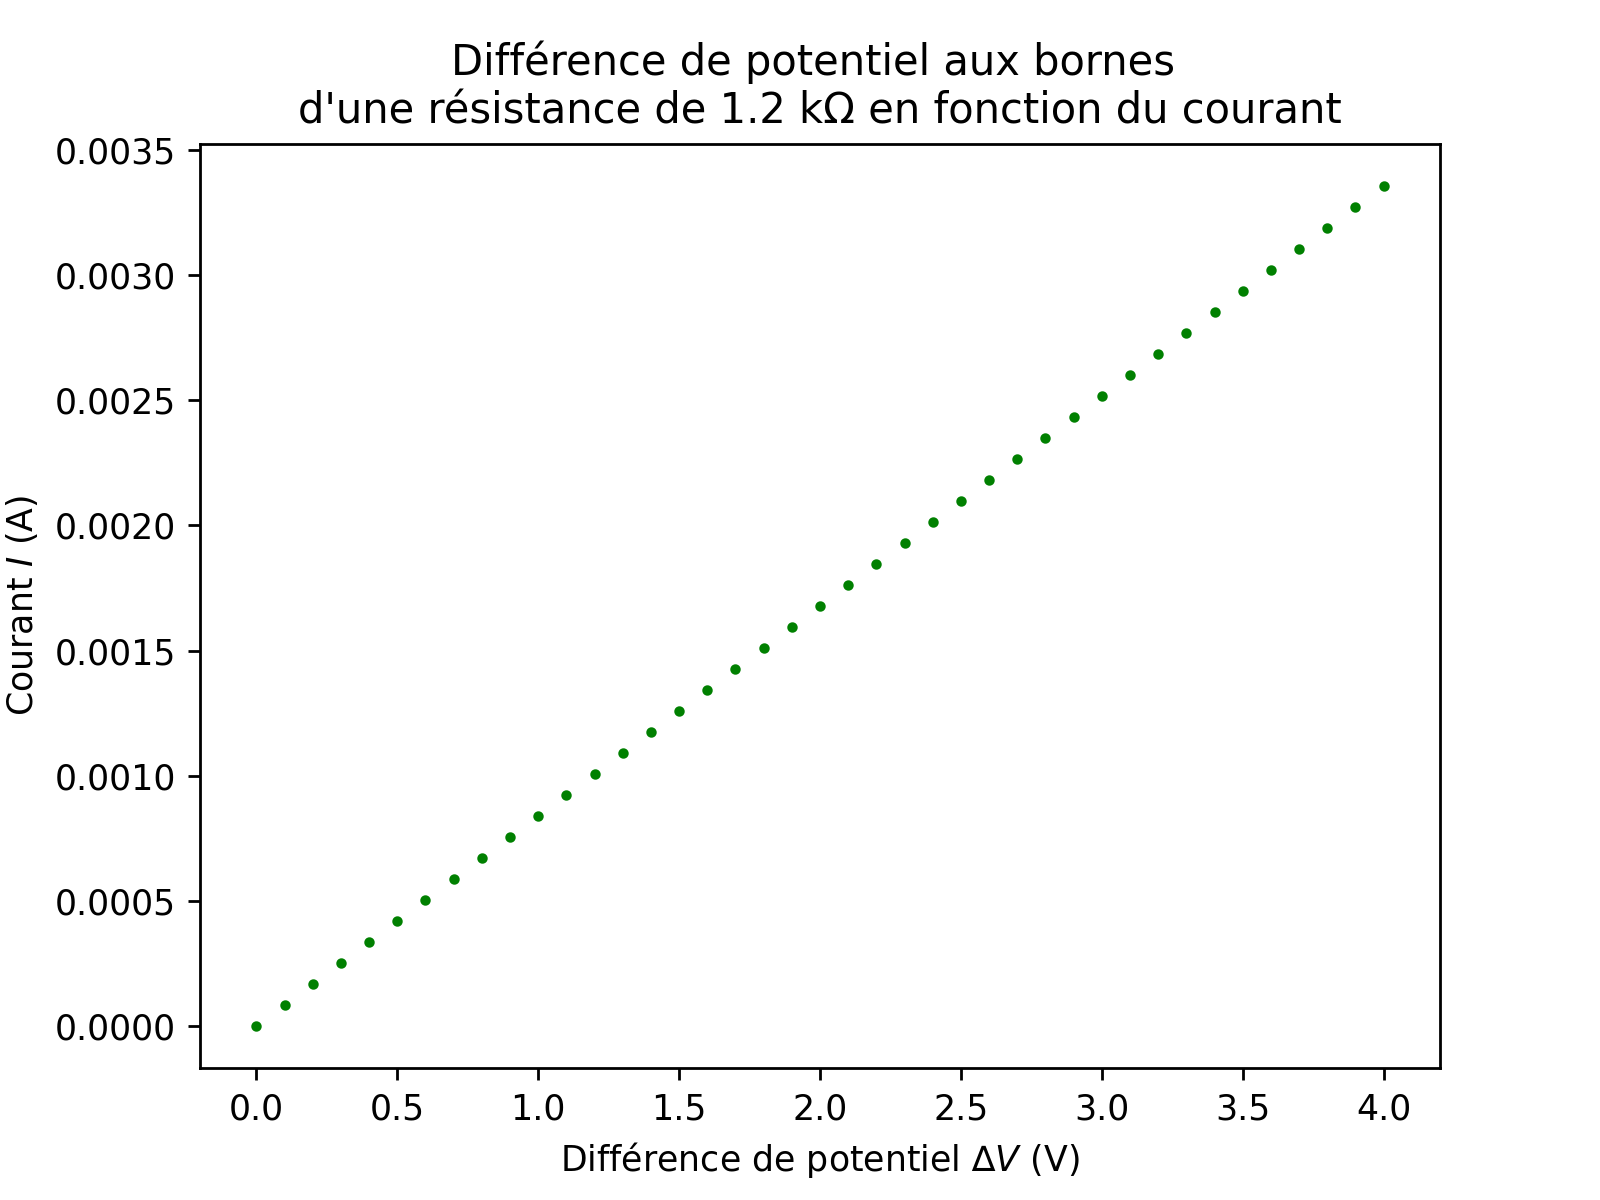 Différence de potentiel aux bornes
d'une résistance de 1.2 kΩ en fonction du courant
0.0035
0.0030
0.0025
0.0020
0.0015
0.0010
0.0005
0.0000
Courant I (A)
0.0 0.5 1.0 1.5 2.0 2.5 3.0 3.5 4.0
Différence de potentiel ΔV (V)